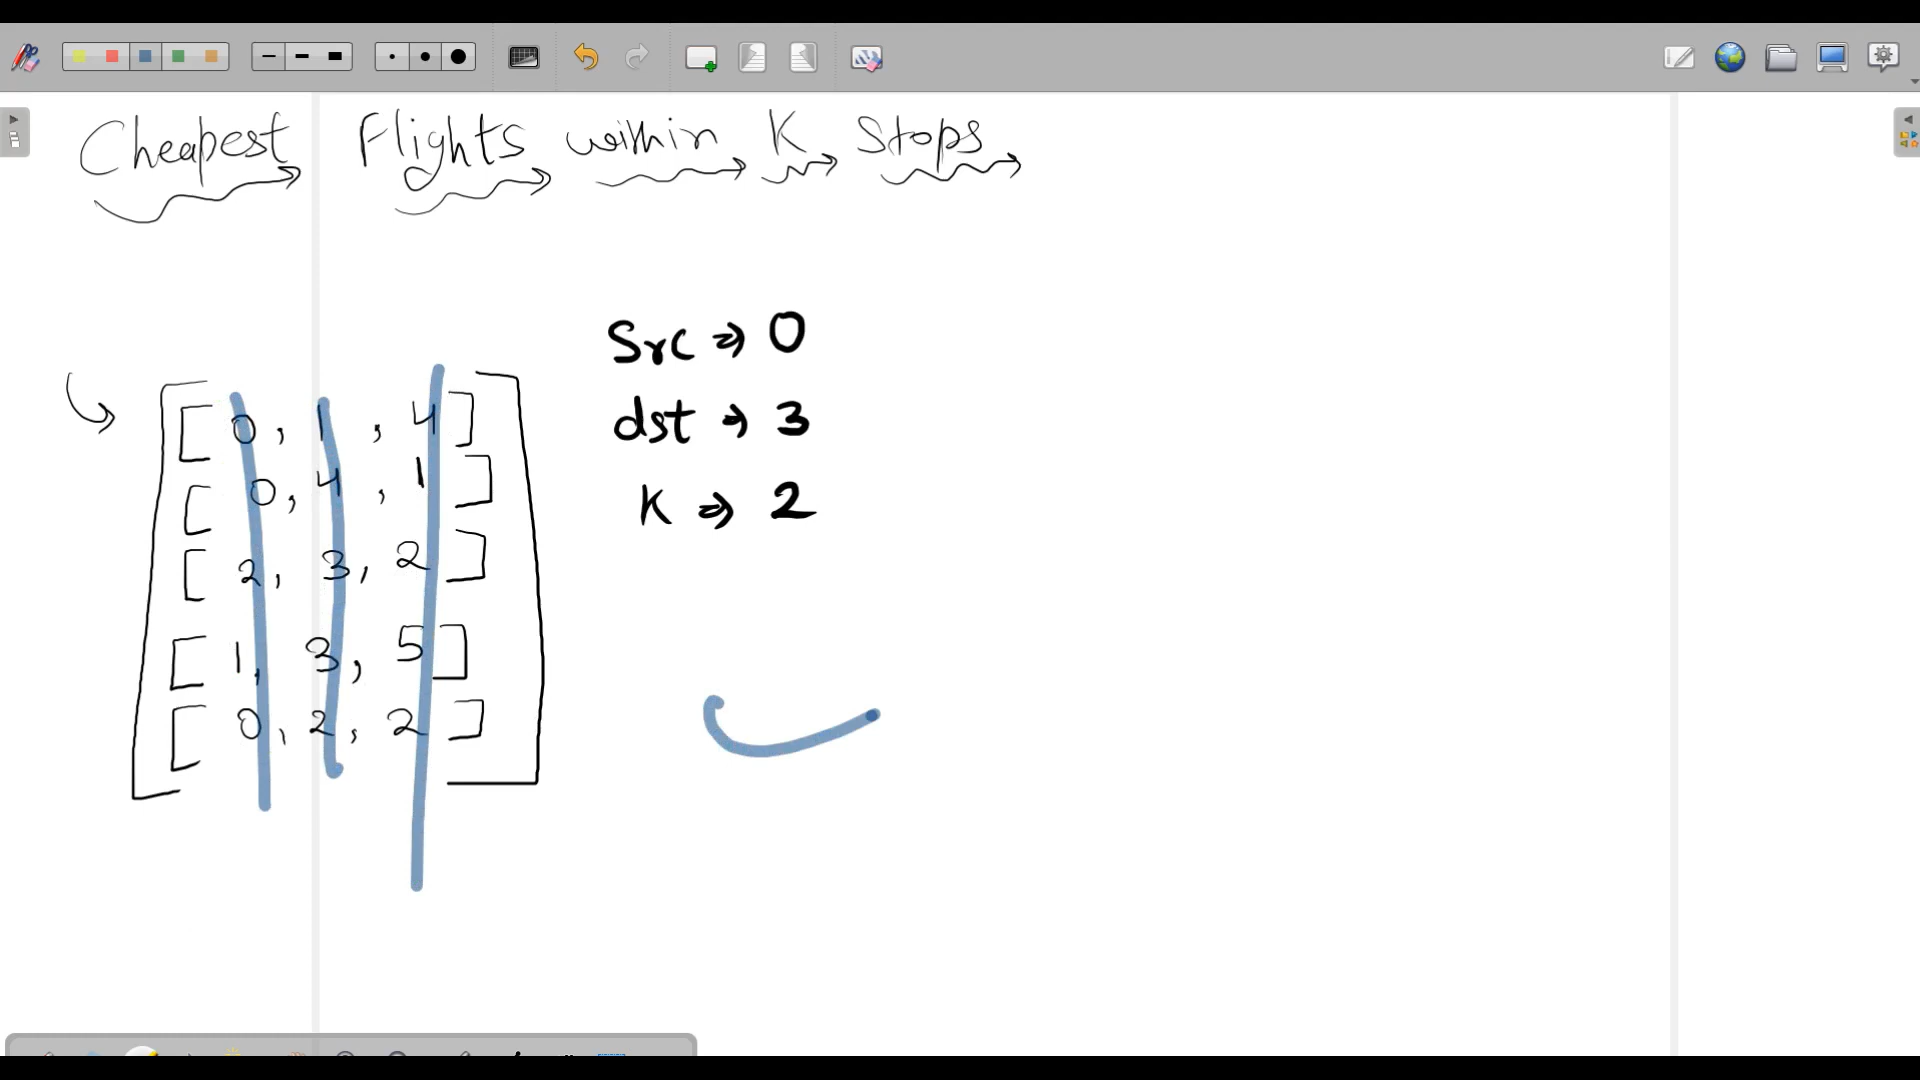 Cheapest Flights within K Stops
Src ⇒ 0
dst → 3
K ⇒ 2
[[0, 1, 4]
[0, 4, 1]
[2, 3, 2]
[1, 3, 5]
[0, 2, 2]]